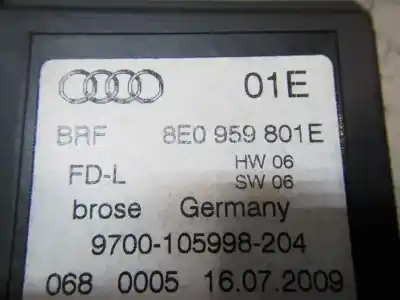 01E
BRF 8E0 959 801E
FD-L HW 06
SW 06
brose Germany
9700-105998-204
068 0005 16.07.2009